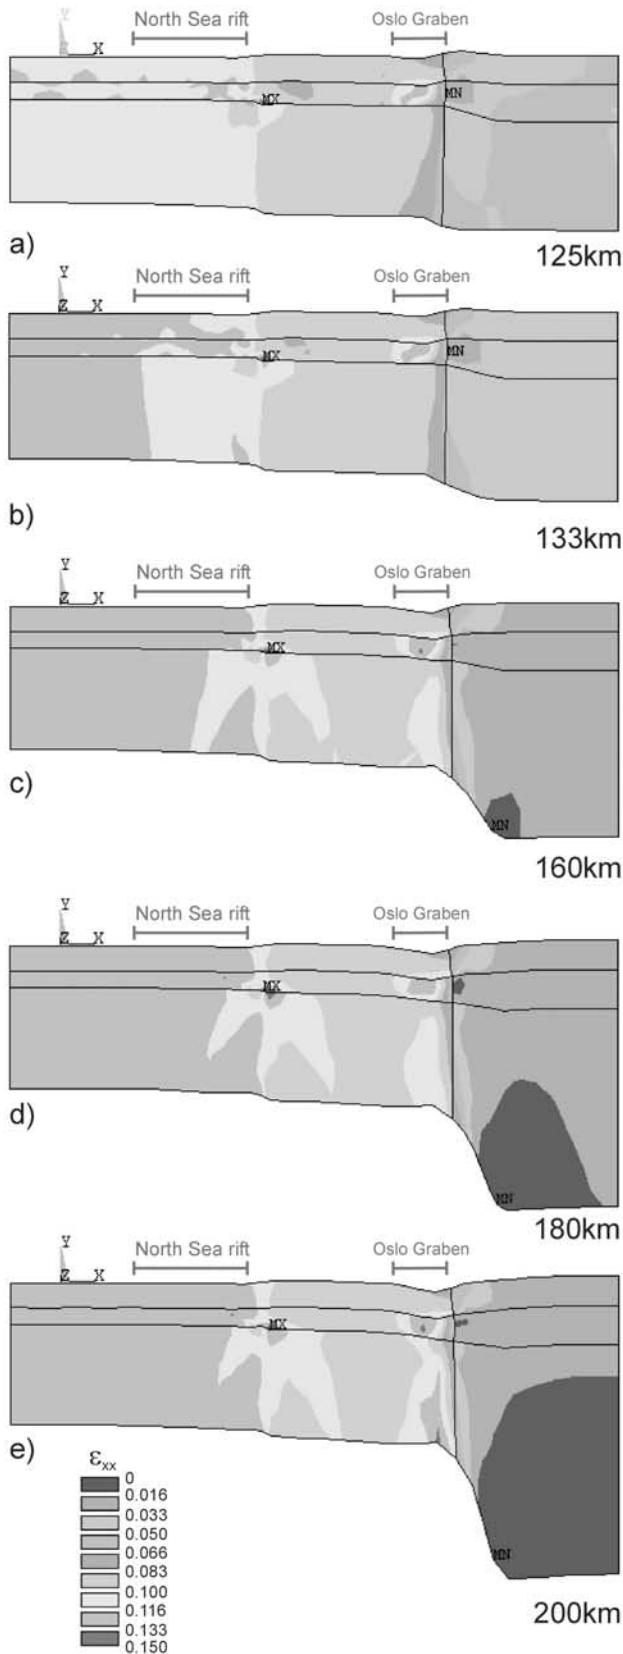 North Sea rift Oslo Graben
X
MX MN
a)
125km
North Sea rift Oslo Graben
Y
Z X
MX MN
b)
133km
North Sea rift Oslo Graben
Y
Z X
MX
MN
c)
160km
North Sea rift Oslo Graben
Y
Z X
MX
MN
d)
180km
North Sea rift Oslo Graben
Y
Z X
MX
MN
e)
εxx
0
0.016
0.033
0.050
0.066
0.083
0.100
0.116
0.133
0.150
200km